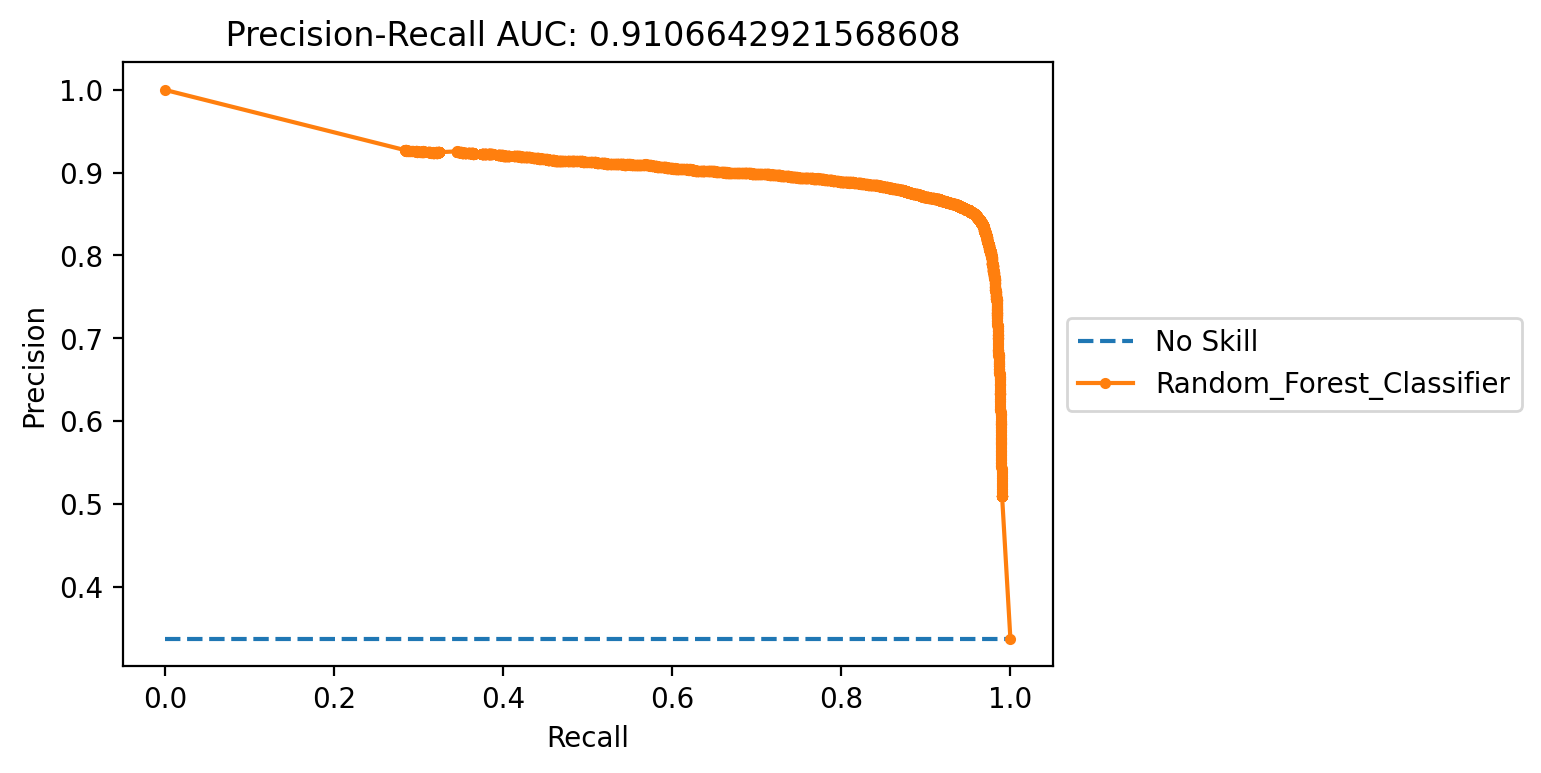 Precision-Recall AUC: 0.9106642921568608
1.0
0.9
0.8
0.7
0.6
0.5
0.4
Precision
0.0 0.2 0.4 0.6 0.8 1.0
Recall
No Skill
Random_Forest_Classifier